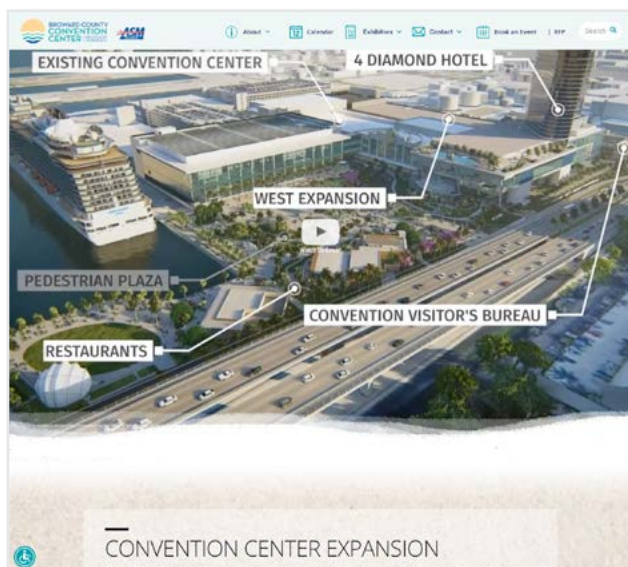 BROWARD COUNTY
CONVENTION
CENTER
ASM
About
Calendar
Exhibitors
Contact
Book an Event
RFP
Search
EXISTING CONVENTION CENTER
4 DIAMOND HOTEL
WEST EXPANSION
PEDESTRIAN PLAZA
CONVENTION VISITOR'S BUREAU
RESTAURANTS
CONVENTION CENTER EXPANSION